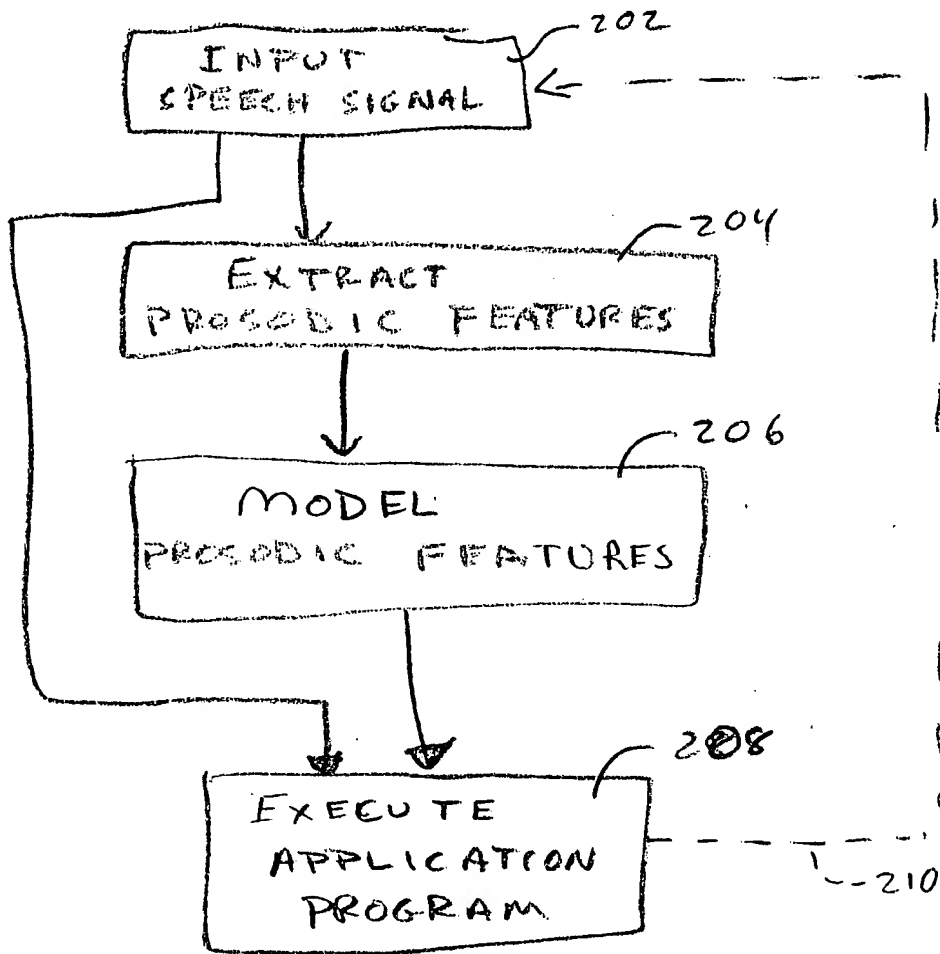 202
INPUT
SPEECH SIGNAL
204
EXTRACT
PROSODIC FEATURES
206
MODEL
PROSODIC FEATURES
208
EXECUTE
APPLICATION
PROGRAM
210